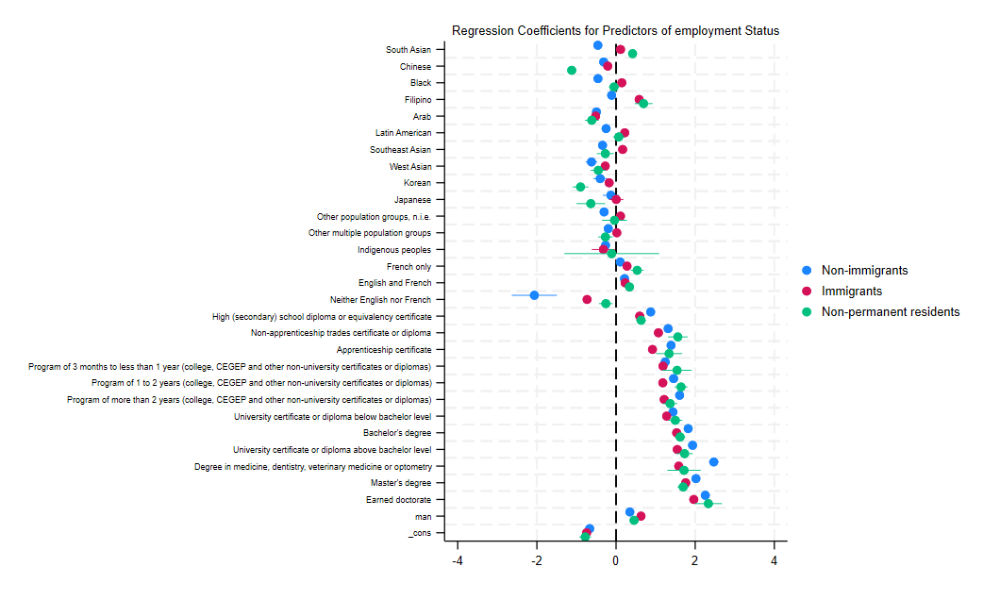 Regression Coefficients for Predictors of employment Status
South Asian
Chinese
Black
Filipino
Arab
Latin American
Southeast Asian
West Asian
Korean
Japanese
Other population groups, n.i.e.
Other multiple population groups
Indigenous peoples
French only
English and French
Neither English nor French
High (secondary) school diploma or equivalency certificate
Non-apprenticeship trades certificate or diploma
Apprenticeship certificate
Program of 3 months to less than 1 year (college, CEGEP and other non-university certificates or diplomas)
Program of 1 to 2 years (college, CEGEP and other non-university certificates or diplomas)
Program of more than 2 years (college, CEGEP and other non-university certificates or diplomas)
University certificate or diploma below bachelor level
Bachelor's degree
University certificate or diploma above bachelor level
Degree in medicine, dentistry, veterinary medicine or optometry
Master's degree
Earned doctorate
man
_cons
-4 -2 0 2 4
Non-immigrants
Immigrants
Non-permanent residents